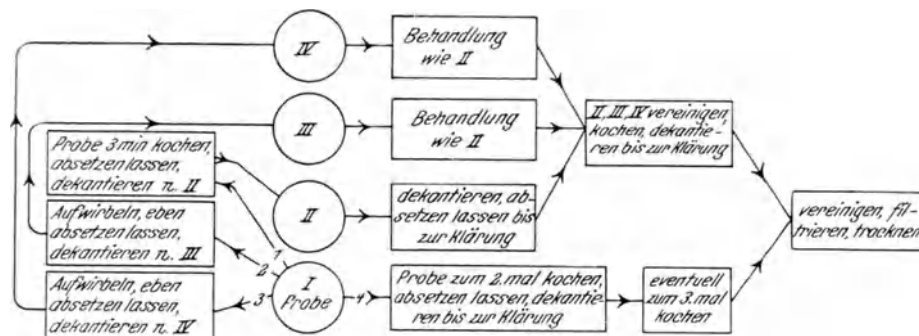 IV
Behandlung
wie II
III
Behandlung
wie II
II, III, IV vereinigen,
kochen, dekantie-
ren bis zur Klärung
Probe 3 min kochen,
absetzen lassen,
dekantieren n. II
II
dekantieren, ab-
setzen lassen bis
zur Klärung
vereinigen, fil-
trieren, trocknen
Aufwirbeln, eben
absetzen lassen,
dekantieren n. III
1
2
3
I
Probe
4
Probe zum 2. mal kochen,
absetzen lassen, dekantie-
ren bis zur Klärung
eventuell
zum 3. mal
kochen
Aufwirbeln, eben
absetzen lassen,
dekantieren n. IV